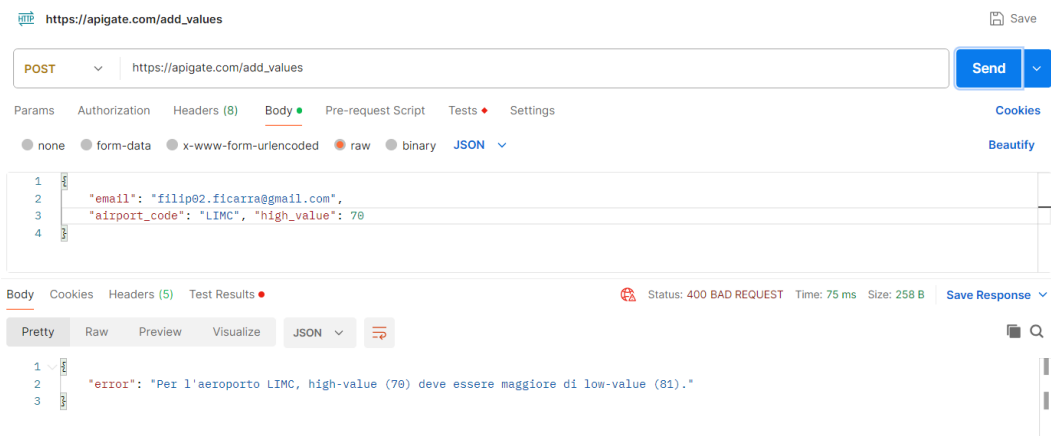 HTTP https://apigate.com/add_values Save
POST https://apigate.com/add_values Send
Params Authorization Headers (8) Body Pre-request Script Tests Settings Cookies
none form-data x-www-form-urlencoded raw binary JSON Beautify
1 {
2 "email": "filip02.ficarra@gmail.com",
3 "airport_code": "LIMC", "high_value": 70
4 }
Body Cookies Headers (5) Test Results Status: 400 BAD REQUEST Time: 75 ms Size: 258 B Save Response
Pretty Raw Preview Visualize JSON
1 {
2 "error": "Per l'aeroporto LIMC, high-value (70) deve essere maggiore di low-value (81)."
3 }